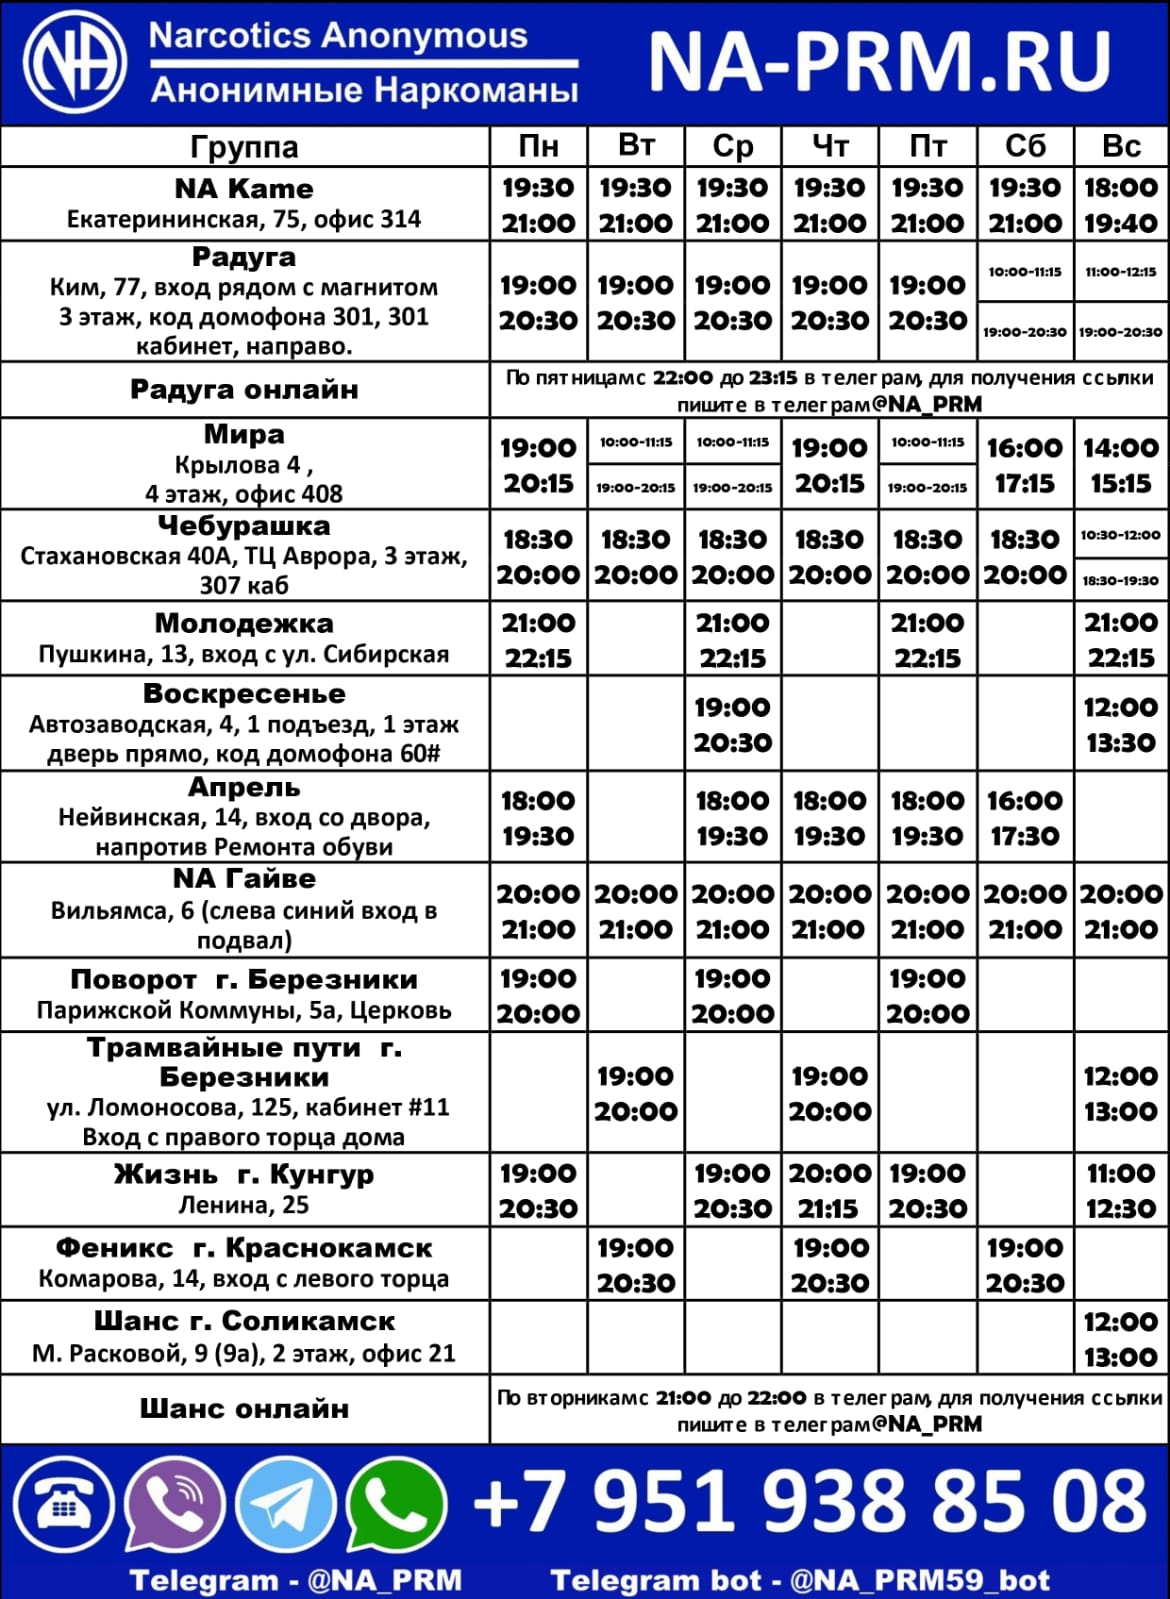 NA
Narcotics Anonymous
Анонимные Наркоманы
NA-PRM.RU
Группа Пн Вт Ср Чт Пт Сб Вс
NA Каме
Екатерининская, 75, офис 314
19:30 19:30 19:30 19:30 19:30 19:30 18:00
21:00 21:00 21:00 21:00 21:00 21:00 19:40
Радуга
Ким, 77, вход рядом с магнитом
3 этаж, код домофона 301, 301
кабинет, направо.
19:00 19:00 19:00 19:00 19:00 10:00-11:15 11:00-12:15
20:30 20:30 20:30 20:30 20:30 19:00-20:30 19:00-20:30
Радуга онлайн
По пятницам с 22:00 до 23:15 в телеграм, для получения ссылки
пишите в телеграм @NA_PRM
Мира
Крылова 4 ,
4 этаж, офис 408
19:00 10:00-11:15 10:00-11:15 19:00 10:00-11:15 16:00 14:00
20:15 19:00-20:15 19:00-20:15 20:15 19:00-20:15 17:15 15:15
Чебурашка
Стахановская 40А, ТЦ Аврора, 3 этаж,
307 каб
18:30 18:30 18:30 18:30 18:30 18:30 10:30-12:00
20:00 20:00 20:00 20:00 20:00 20:00 18:30-19:30
Молодежка
Пушкина, 13, вход с ул. Сибирская
21:00 21:00 21:00 21:00
22:15 22:15 22:15 22:15
Воскресенье
Автозаводская, 4, 1 подъезд, 1 этаж
дверь прямо, код домофона 60#
19:00 12:00
20:30 13:30
Апрель
Нейвинская, 14, вход со двора,
напротив Ремонта обуви
18:00 18:00 18:00 18:00 16:00
19:30 19:30 19:30 19:30 17:30
NA Гайве
Вильямса, 6 (слева синий вход в
подвал)
20:00 20:00 20:00 20:00 20:00 20:00 20:00
21:00 21:00 21:00 21:00 21:00 21:00 21:00
Поворот г. Березники
Парижской Коммуны, 5а, Церковь
19:00 19:00 19:00
20:00 20:00 20:00
Трамвайные пути г.
Березники
ул. Ломоносова, 125, кабинет #11
Вход с правого торца дома
19:00 19:00 12:00
20:00 20:00 13:00
Жизнь г. Кунгур
Ленина, 25
19:00 19:00 20:00 19:00 11:00
20:30 20:30 21:15 20:30 12:30
Феникс г. Краснокамск
Комарова, 14, вход с левого торца
19:00 19:00 19:00
20:30 20:30 20:30
Шанс г. Соликамск
М. Расковой, 9 (9а), 2 этаж, офис 21
12:00
13:00
Шанс онлайн
По вторникам с 21:00 до 22:00 в телеграм, для получения ссылки
пишите в телеграм @NA_PRM
+7 951 938 85 08
Telegram - @NA_PRM Telegram bot - @NA_PRM59_bot